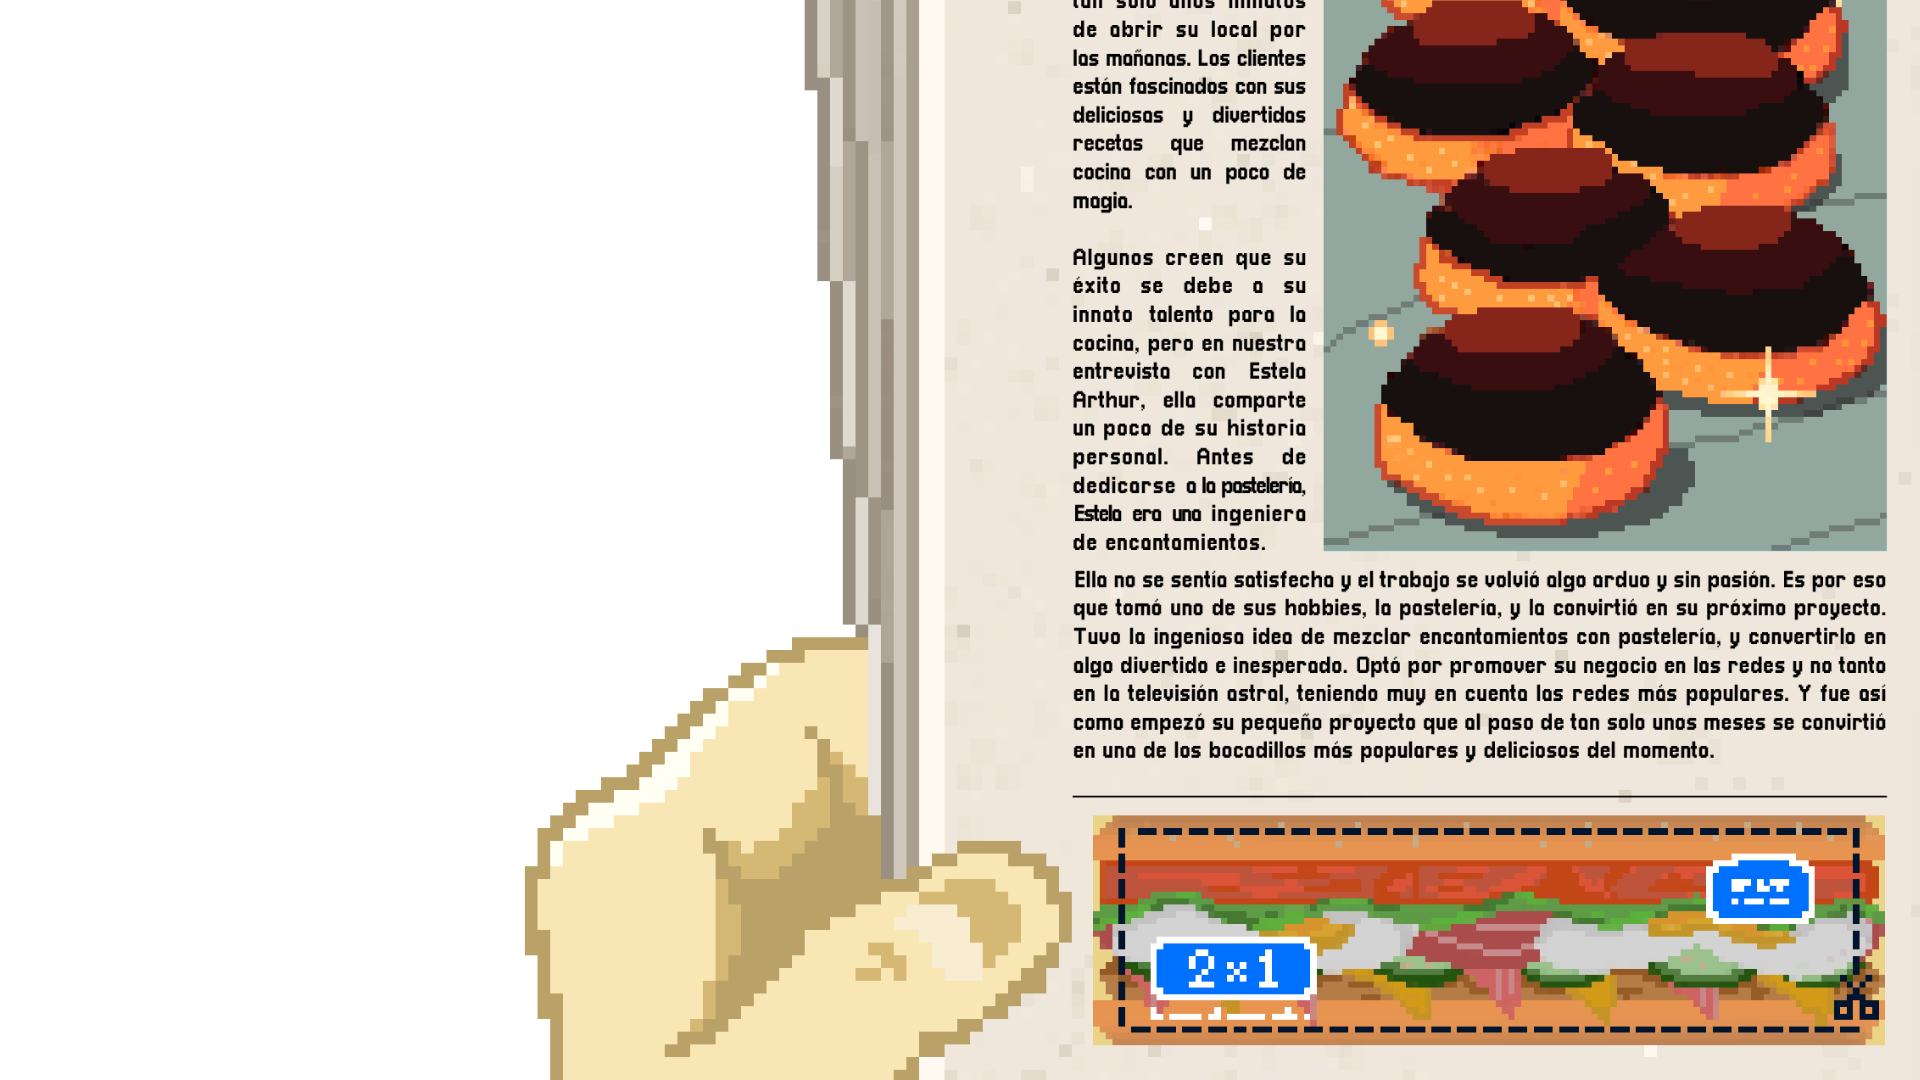 tan solo unos minutos
de abrir su local por
las mañanas. Los clientes
están fascinados con sus
deliciosas y divertidas
recetas que mezclan
cocina con un poco de
magia.
Algunos creen que su
éxito se debe a su
innato talento para la
cocina, pero en nuestra
entrevista con Estela
Arthur, ella comparte
un poco de su historia
personal. Antes de
dedicarse a la pastelería,
Estela era una ingeniera
de encantamientos.
Ella no se sentía satisfecha y el trabajo se volvió algo arduo y sin pasión. Es por eso
que tomó uno de sus hobbies, la pastelería, y la convirtió en su próximo proyecto.
Tuvo la ingeniosa idea de mezclar encantamientos con pastelería, y convertirlo en
algo divertido e inesperado. Optó por promover su negocio en las redes y no tanto
en la televisión astral, teniendo muy en cuenta las redes más populares. Y fue así
como empezó su pequeño proyecto que al paso de tan solo unos meses se convirtió
en una de los bocadillos más populares y deliciosos del momento.
2x1